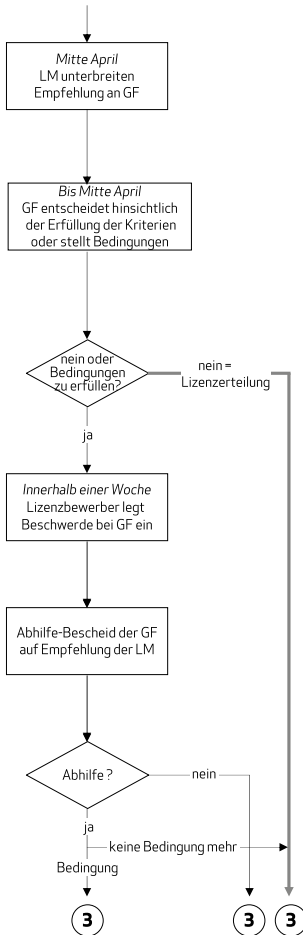 Mitte April
LM unterbreiten
Empfehlung an GF
Bis Mitte April
GF entscheidet hinsichtlich
der Erfüllung der Kriterien
oder stellt Bedingungen
nein oder
Bedingungen
zu erfüllen?
nein =
Lizenzerteilung
ja
Innerhalb einer Woche
Lizenzbewerber legt
Beschwerde bei GF ein
Abhilfe-Bescheid der GF
auf Empfehlung der LM
Abhilfe ?
nein
ja
keine Bedingung mehr
Bedingung
3
3
3